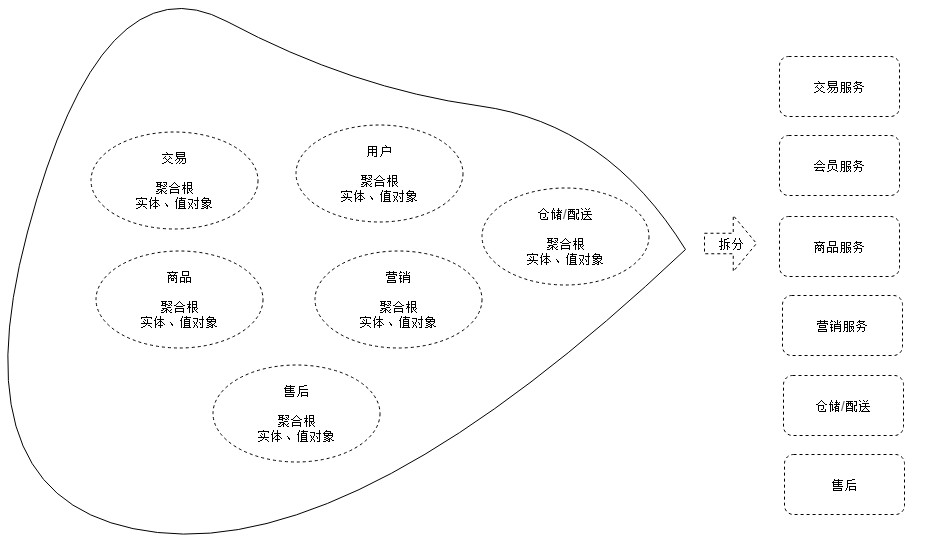 交易
聚合根
实体、值对象
用户
聚合根
实体、值对象
仓储/配送
聚合根
实体、值对象
商品
聚合根
实体、值对象
营销
聚合根
实体、值对象
售后
聚合根
实体、值对象
拆分
交易服务
会员服务
商品服务
营销服务
仓储/配送
售后